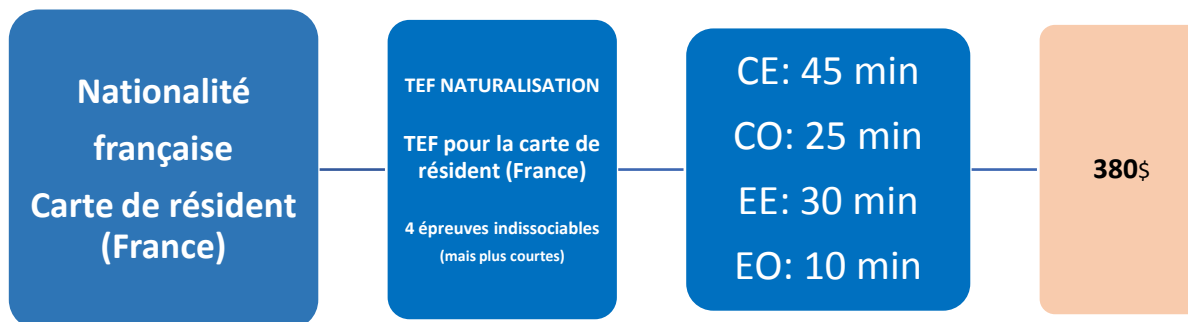 Nationalité
française
Carte de résident
(France)
TEF NATURALISATION
TEF pour la carte de
résident (France)
4 épreuves indissociables
(mais plus courtes)
CE: 45 min
CO: 25 min
EE: 30 min
EO: 10 min
380$